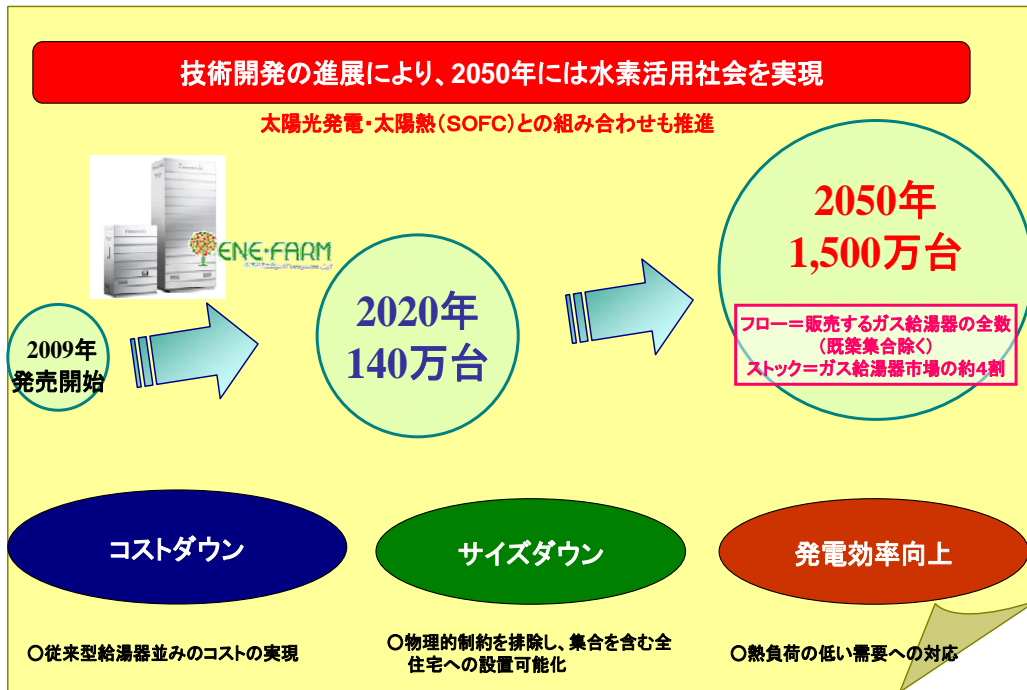 技術開発の進展により、2050年には水素活用社会を実現
太陽光発電・太陽熱(SOFC)との組み合わせも推進
Panasonic
ENE・FARM
2009年
発売開始
2020年
140万台
2050年
1,500万台
フロー=販売するガス給湯器の全数
(既築集合除く)
ストック=ガス給湯器市場の約4割
コストダウン
サイズダウン
発電効率向上
○従来型給湯器並みのコストの実現
○物理的制約を排除し、集合を含む全
住宅への設置可能化
○熱負荷の低い需要への対応